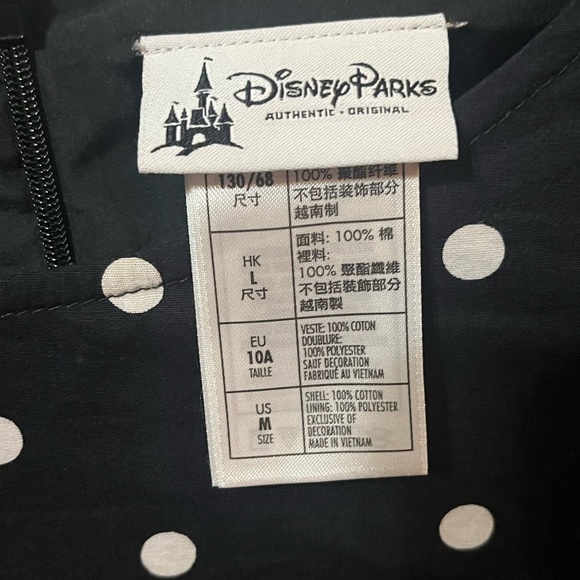 Disney Parks
AUTHENTIC • ORIGINAL
130/68
尺寸
100% 聚酯纤维
不包括装饰部分
越南制
HK
L
尺寸
面料: 100% 棉
裡料:
100% 聚酯纖維
不包括裝飾部分
越南製
EU
10A
TAILLE
VESTE: 100% COTON
DOUBLURE:
100% POLYESTER
SAUF DECORATION
FABRIQUÉ AU VIETNAM
US
M
SIZE
SHELL: 100% COTTON
LINING: 100% POLYESTER
EXCLUSIVE OF
DECORATION
MADE IN VIETNAM